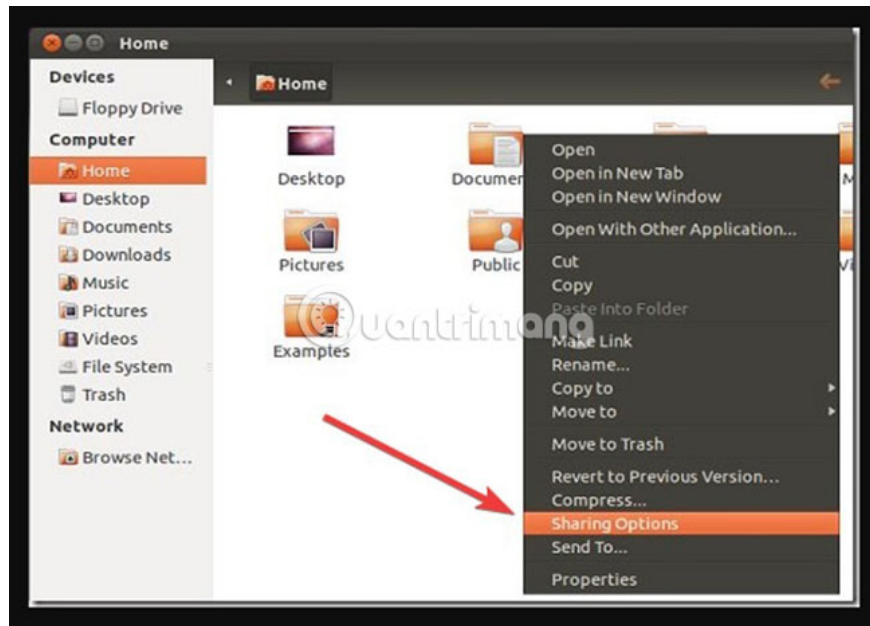 Home
Devices
Floppy Drive
Computer
Home
Desktop
Documents
Downloads
Music
Pictures
Videos
File System
Trash
Network
Browse Net...
Home
Desktop
Pictures
Public
Examples
Open
Open in New Tab
Open in New Window
Open With Other Application...
Cut
Copy
Paste Into Folder
Make Link
Rename...
Copy to
Move to
Move to Trash
Revert to Previous Version...
Compress...
Sharing Options
Send To...
Properties
Quantrimang